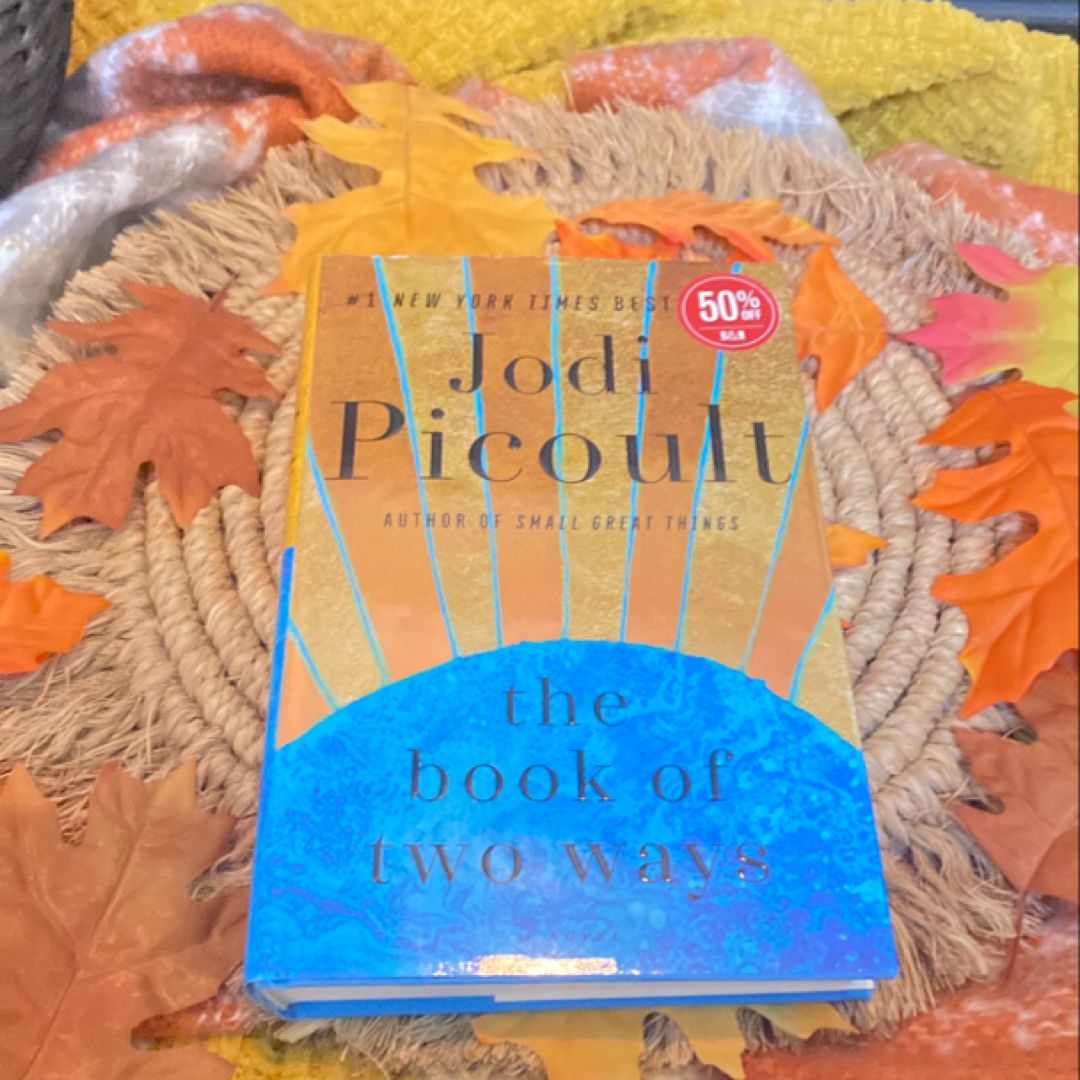 #1 NEW YORK TIMES BEST
50% OFF
B&N
Jodi
Picoult
AUTHOR OF SMALL GREAT THINGS
the
book of
two ways
A NOVEL